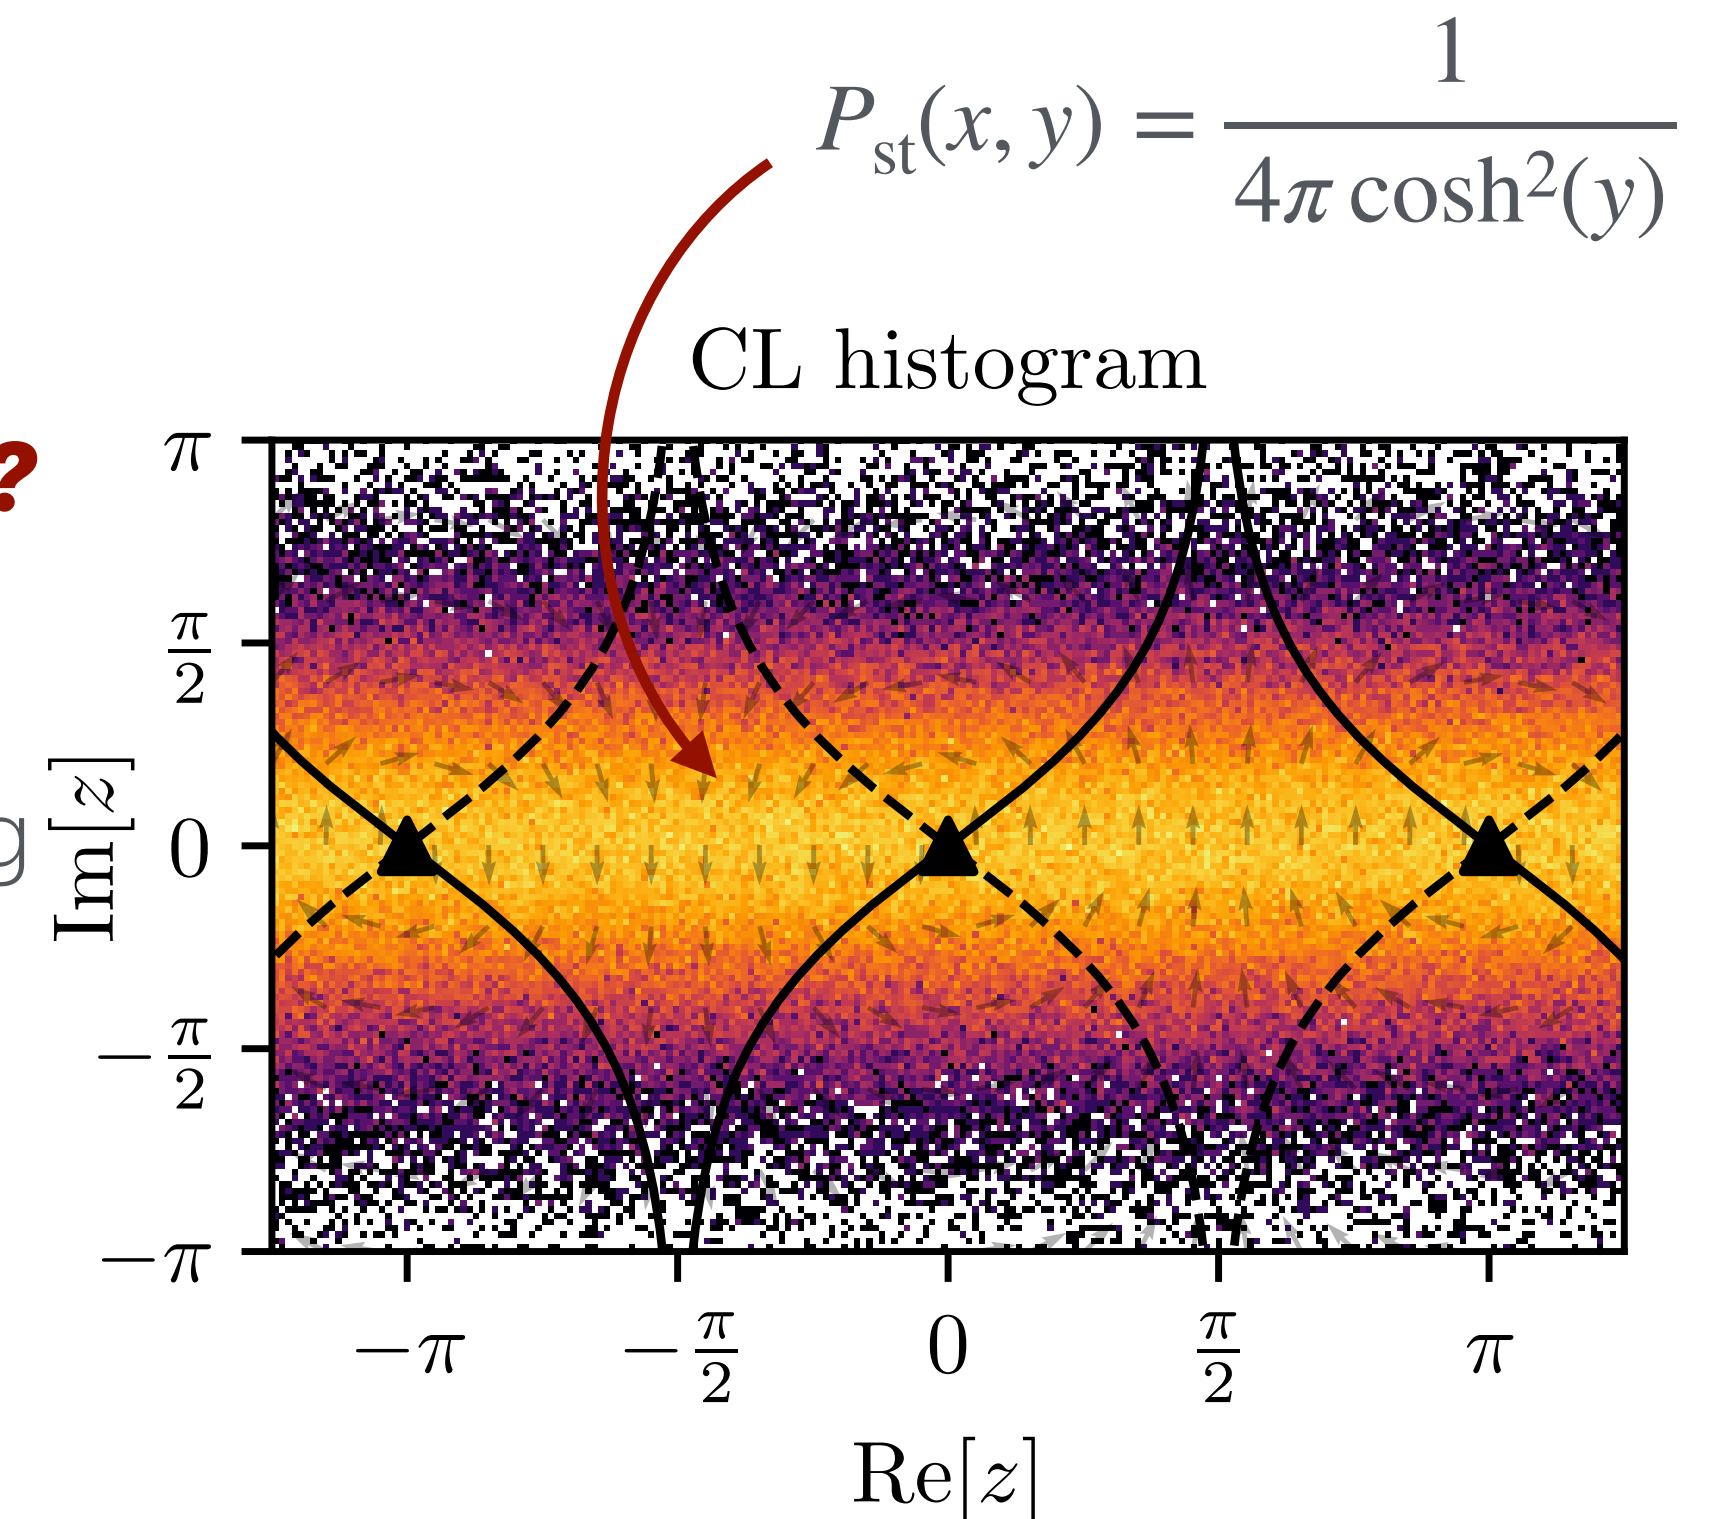 P_st(x, y) = 1 / (4π cosh²(y))
CL histogram
?
π
π/2
g
Im[z]
0
−π/2
−π
−π
−π/2
0
π/2
π
Re[z]